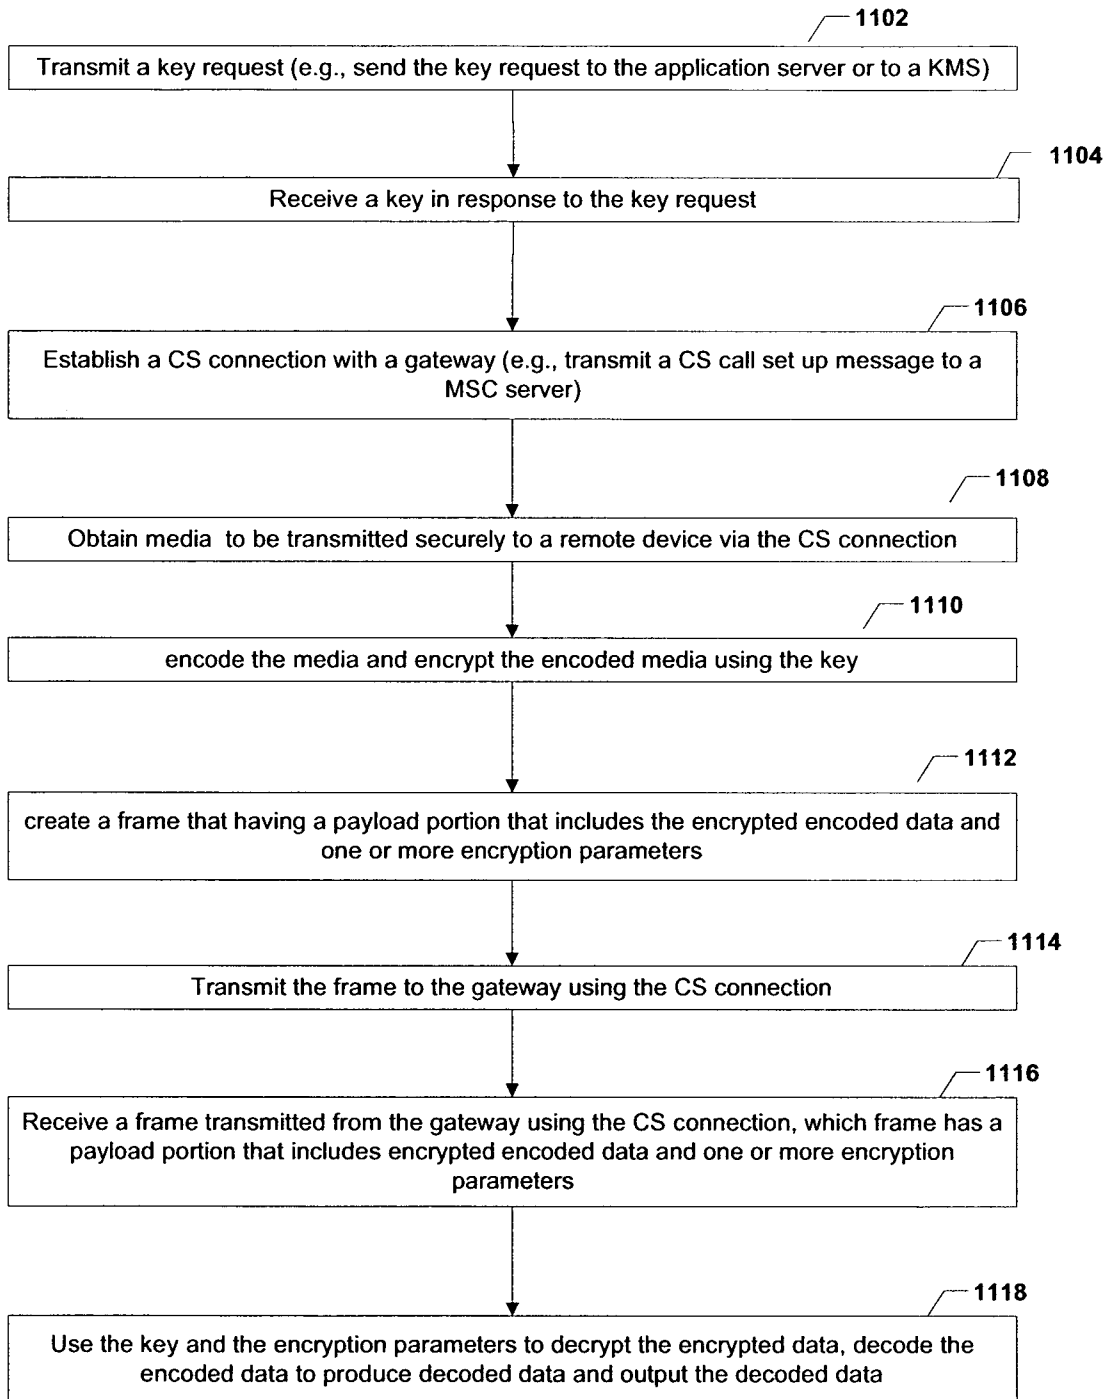 1102
Transmit a key request (e.g., send the key request to the application server or to a KMS)
1104
Receive a key in response to the key request
1106
Establish a CS connection with a gateway (e.g., transmit a CS call set up message to a
MSC server)
1108
Obtain media to be transmitted securely to a remote device via the CS connection
1110
encode the media and encrypt the encoded media using the key
1112
create a frame that having a payload portion that includes the encrypted encoded data and
one or more encryption parameters
1114
Transmit the frame to the gateway using the CS connection
1116
Receive a frame transmitted from the gateway using the CS connection, which frame has a
payload portion that includes encrypted encoded data and one or more encryption
parameters
1118
Use the key and the encryption parameters to decrypt the encrypted data, decode the
encoded data to produce decoded data and output the decoded data